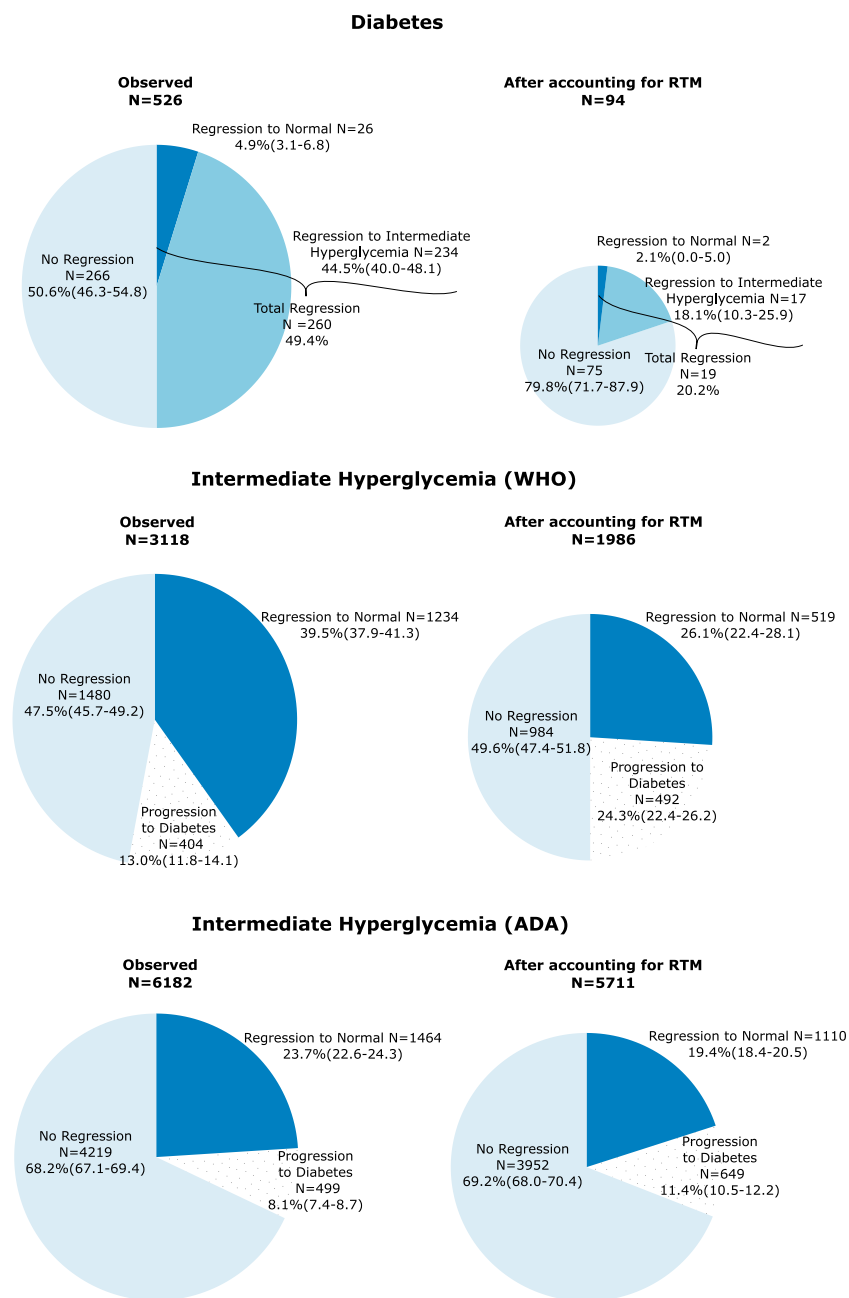 Diabetes
Observed
N=526
Regression to Normal N=26
4.9%(3.1-6.8)
No Regression
N=266
50.6%(46.3-54.8)
Regression to Intermediate
Hyperglycemia N=234
44.5%(40.0-48.1)
Total Regression
N =260
49.4%
After accounting for RTM
N=94
Regression to Normal N=2
2.1%(0.0-5.0)
Regression to Intermediate
Hyperglycemia N=17
18.1%(10.3-25.9)
No Regression
N=75
79.8%(71.7-87.9)
Total Regression
N=19
20.2%
Intermediate Hyperglycemia (WHO)
Observed
N=3118
Regression to Normal N=1234
39.5%(37.9-41.3)
No Regression
N=1480
47.5%(45.7-49.2)
Progression
to Diabetes
N=404
13.0%(11.8-14.1)
After accounting for RTM
N=1986
Regression to Normal N=519
26.1%(22.4-28.1)
No Regression
N=984
49.6%(47.4-51.8)
Progression to
Diabetes
N=492
24.3%(22.4-26.2)
Intermediate Hyperglycemia (ADA)
Observed
N=6182
Regression to Normal N=1464
23.7%(22.6-24.3)
No Regression
N=4219
68.2%(67.1-69.4)
Progression
to Diabetes
N=499
8.1%(7.4-8.7)
After accounting for RTM
N=5711
Regression to Normal N=1110
19.4%(18.4-20.5)
No Regression
N=3952
69.2%(68.0-70.4)
Progression
to Diabetes
N=649
11.4%(10.5-12.2)